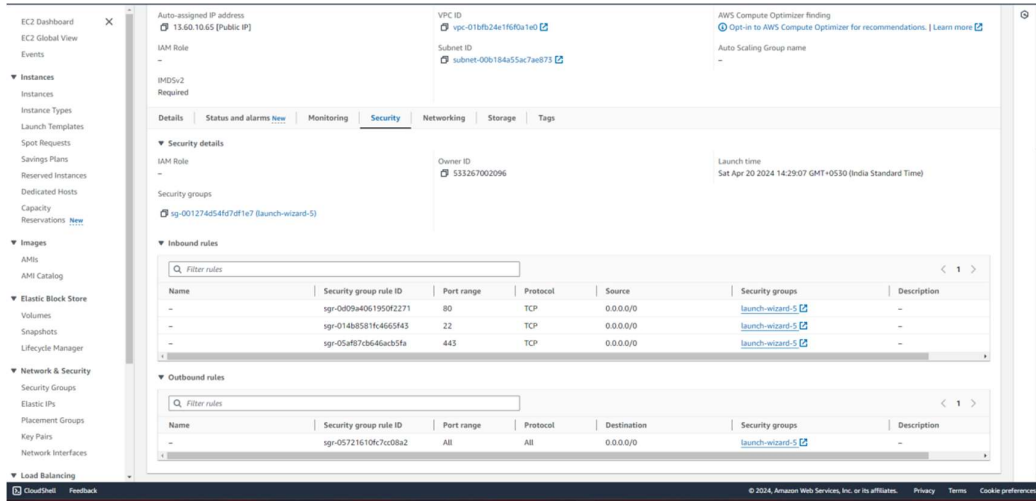 EC2 Dashboard
EC2 Global View
Events
Instances
Instances
Instance Types
Launch Templates
Spot Requests
Savings Plans
Reserved Instances
Dedicated Hosts
Capacity
Reservations New
Images
AMIs
AMI Catalog
Elastic Block Store
Volumes
Snapshots
Lifecycle Manager
Network & Security
Security Groups
Elastic IPs
Placement Groups
Key Pairs
Network Interfaces
Load Balancing
Auto-assigned IP address
13.60.10.65 [Public IP]
VPC ID
vpc-01bfb24e1f6f0a1e0
AWS Compute Optimizer finding
Opt-in to AWS Compute Optimizer for recommendations. | Learn more
IAM Role
–
Subnet ID
subnet-00b184a55ac7ae873
Auto Scaling Group name
–
IMDSv2
Required
Details Status and alarms New Monitoring Security Networking Storage Tags
Security details
IAM Role
–
Owner ID
533267002096
Launch time
Sat Apr 20 2024 14:29:07 GMT+0530 (India Standard Time)
Security groups
sg-001274d54fd7df1e7 (launch-wizard-5)
Inbound rules
Filter rules
< 1 >
Name Security group rule ID Port range Protocol Source Security groups Description
– sgr-0d09a4061950f2271 80 TCP 0.0.0.0/0 launch-wizard-5 –
– sgr-014b8581fc4665f43 22 TCP 0.0.0.0/0 launch-wizard-5 –
– sgr-05af87cb646acb5fa 443 TCP 0.0.0.0/0 launch-wizard-5 –
Outbound rules
Filter rules
< 1 >
Name Security group rule ID Port range Protocol Destination Security groups Description
– sgr-05721610fc7cc08a2 All All 0.0.0.0/0 launch-wizard-5 –
CloudShell Feedback © 2024, Amazon Web Services, Inc. or its affiliates. Privacy Terms Cookie preferences